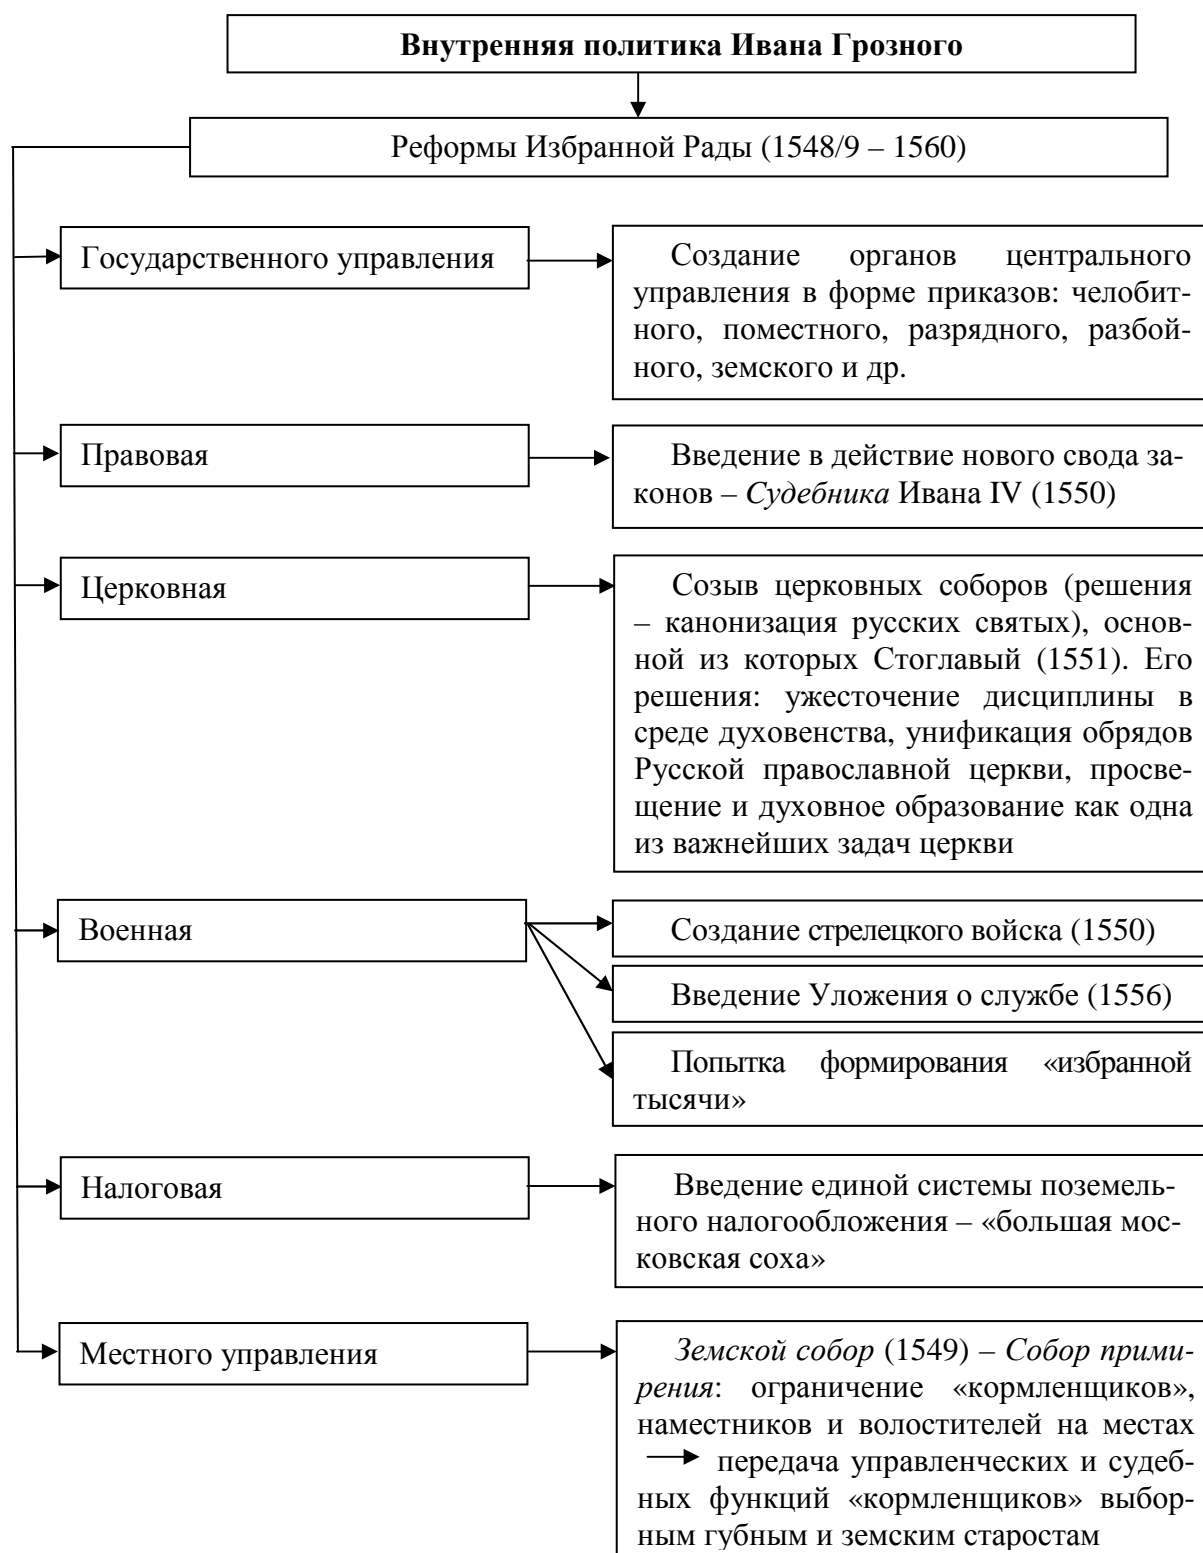 Внутренняя политика Ивана Грозного
Реформы Избранной Рады (1548/9 – 1560)
Государственного управления
Создание органов центрального
управления в форме приказов: челобит-
ного, поместного, разрядного, разбой-
ного, земского и др.
Правовая
Введение в действие нового свода за-
конов – Судебника Ивана IV (1550)
Церковная
Созыв церковных соборов (решения
– канонизация русских святых), основ-
ной из которых Стоглавый (1551). Его
решения: ужесточение дисциплины в
среде духовенства, унификация обрядов
Русской православной церкви, просве-
щение и духовное образование как одна
из важнейших задач церкви
Военная
Создание стрелецкого войска (1550)
Введение Уложения о службе (1556)
Попытка формирования «избранной
тысячи»
Налоговая
Введение единой системы поземель-
ного налогообложения – «большая мос-
ковская соха»
Местного управления
Земской собор (1549) – Собор прими-
рения: ограничение «кормленщиков»,
наместников и волостителей на местах
передача управленческих и судеб-
ных функций «кормленщиков» выбор-
ным губным и земским старостам